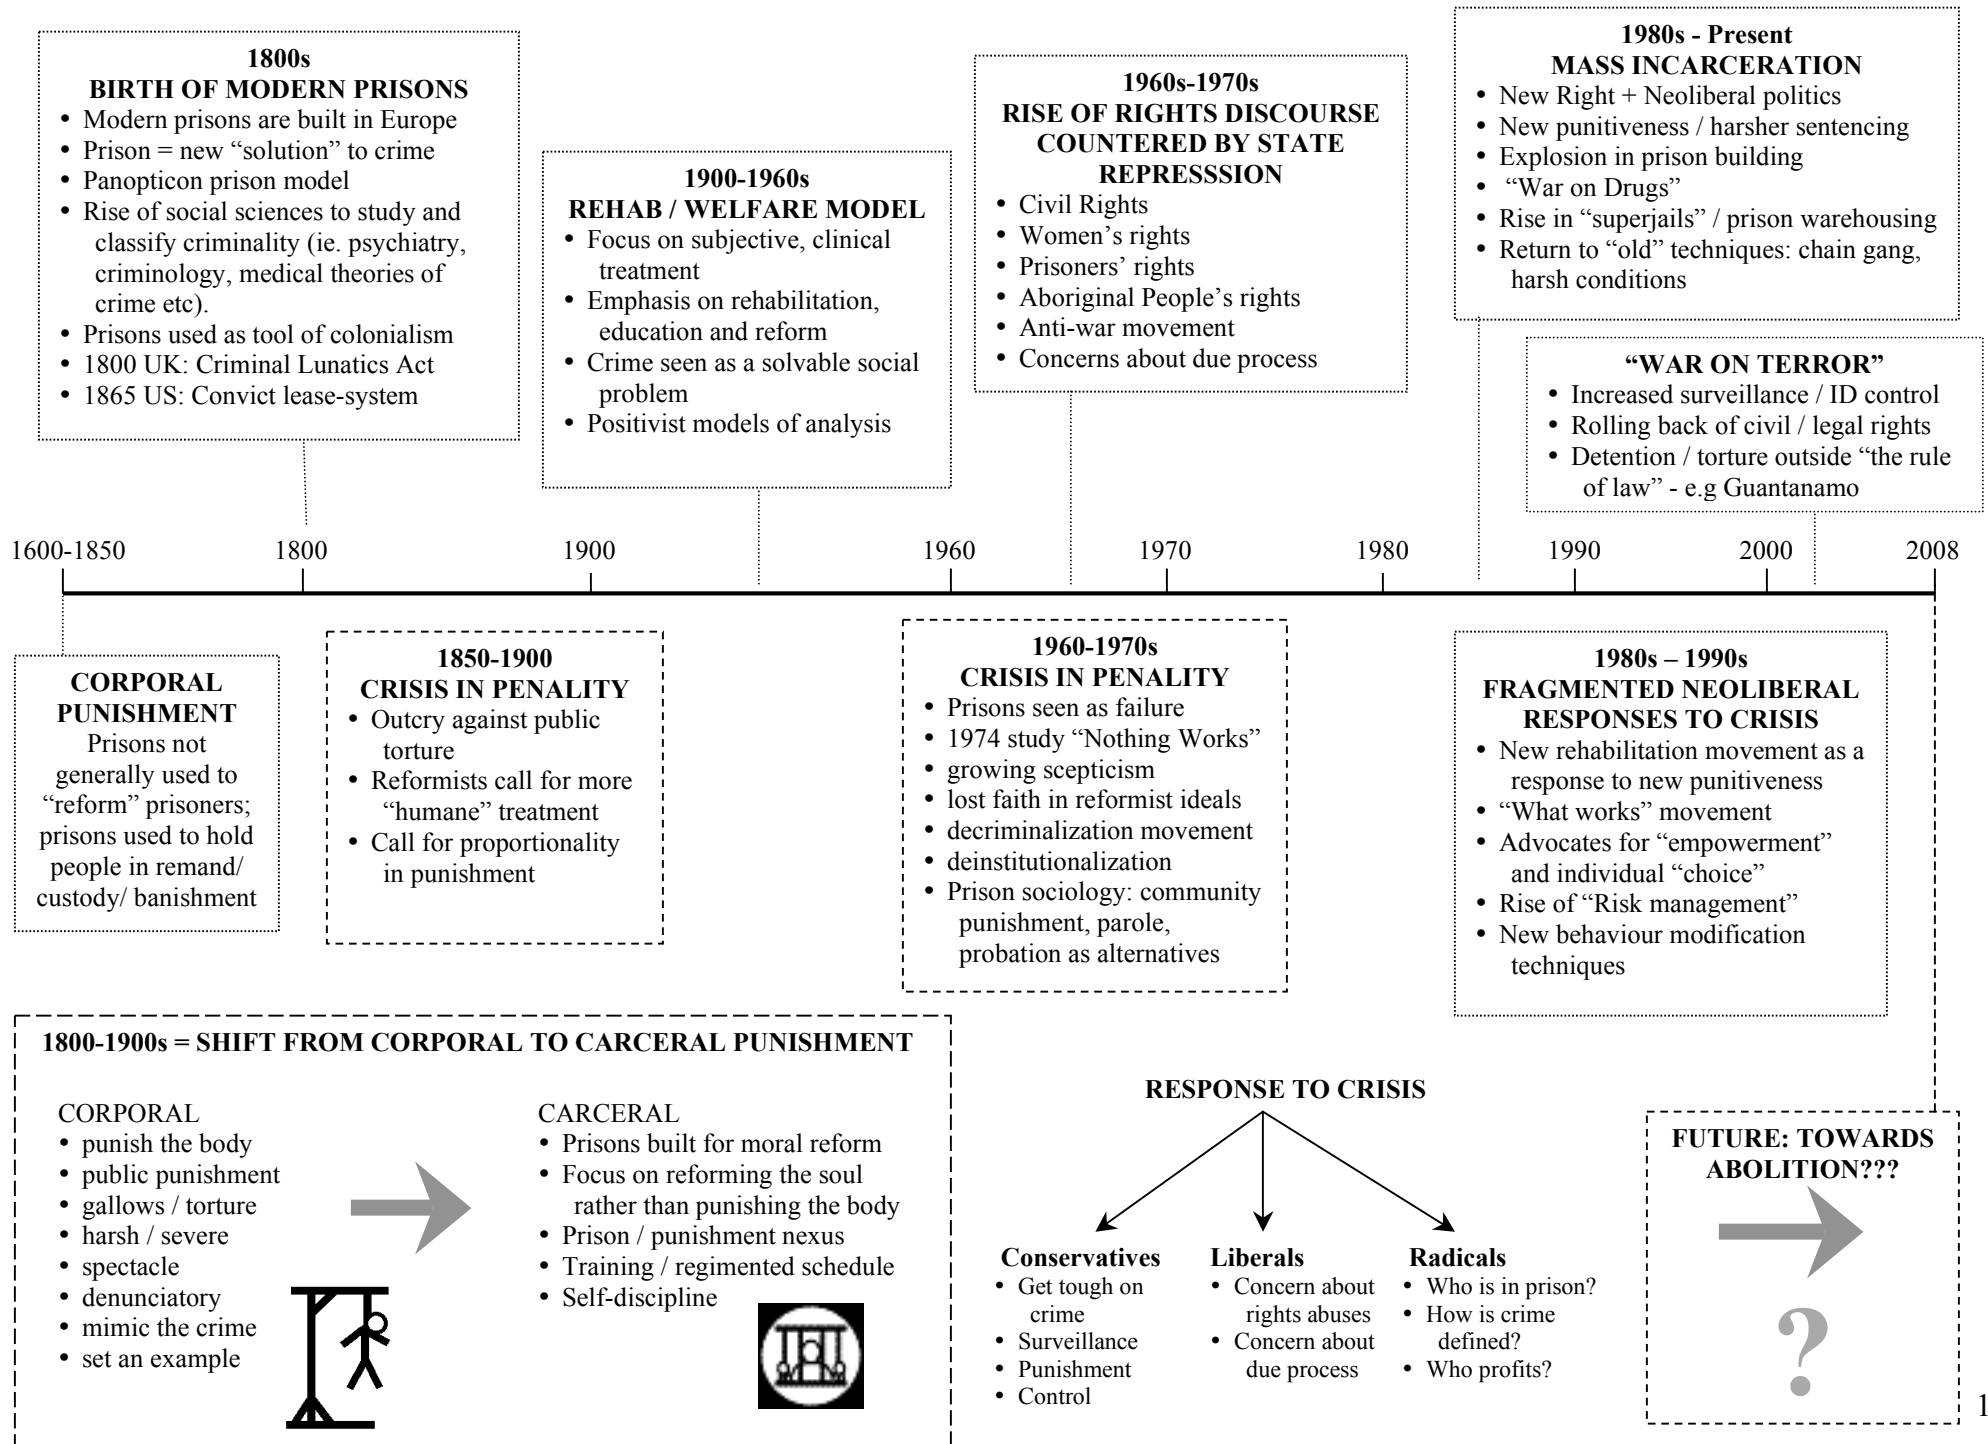 1800s
BIRTH OF MODERN PRISONS
• Modern prisons are built in Europe
• Prison = new “solution” to crime
• Panopticon prison model
• Rise of social sciences to study and
classify criminality (ie. psychiatry,
criminology, medical theories of
crime etc).
• Prisons used as tool of colonialism
• 1800 UK: Criminal Lunatics Act
• 1865 US: Convict lease-system
1900-1960s
REHAB / WELFARE MODEL
• Focus on subjective, clinical
treatment
• Emphasis on rehabilitation,
education and reform
• Crime seen as a solvable social
problem
• Positivist models of analysis
1960s-1970s
RISE OF RIGHTS DISCOURSE
COUNTERED BY STATE
REPRESSSION
• Civil Rights
• Women’s rights
• Prisoners’ rights
• Aboriginal People’s rights
• Anti-war movement
• Concerns about due process
1980s - Present
MASS INCARCERATION
• New Right + Neoliberal politics
• New punitiveness / harsher sentencing
• Explosion in prison building
• “War on Drugs”
• Rise in “superjails” / prison warehousing
• Return to “old” techniques: chain gang,
harsh conditions
“WAR ON TERROR”
• Increased surveillance / ID control
• Rolling back of civil / legal rights
• Detention / torture outside “the rule
of law” - e.g Guantanamo
1600-1850 1800 1900 1960 1970 1980 1990 2000 2008
CORPORAL
PUNISHMENT
Prisons not
generally used to
“reform” prisoners;
prisons used to hold
people in remand/
custody/ banishment
1850-1900
CRISIS IN PENALITY
• Outcry against public
torture
• Reformists call for more
“humane” treatment
• Call for proportionality
in punishment
1960-1970s
CRISIS IN PENALITY
• Prisons seen as failure
• 1974 study “Nothing Works”
• growing scepticism
• lost faith in reformist ideals
• decriminalization movement
• deinstitutionalization
• Prison sociology: community
punishment, parole,
probation as alternatives
1980s – 1990s
FRAGMENTED NEOLIBERAL
RESPONSES TO CRISIS
• New rehabilitation movement as a
response to new punitiveness
• “What works” movement
• Advocates for “empowerment”
and individual “choice”
• Rise of “Risk management”
• New behaviour modification
techniques
1800-1900s = SHIFT FROM CORPORAL TO CARCERAL PUNISHMENT
CORPORAL
• punish the body
• public punishment
• gallows / torture
• harsh / severe
• spectacle
• denunciatory
• mimic the crime
• set an example
CARCERAL
• Prisons built for moral reform
• Focus on reforming the soul
rather than punishing the body
• Prison / punishment nexus
• Training / regimented schedule
• Self-discipline
RESPONSE TO CRISIS
Conservatives
• Get tough on
crime
• Surveillance
• Punishment
• Control
Liberals
• Concern about
rights abuses
• Concern about
due process
Radicals
• Who is in prison?
• How is crime
defined?
• Who profits?
FUTURE: TOWARDS
ABOLITION???
?
1